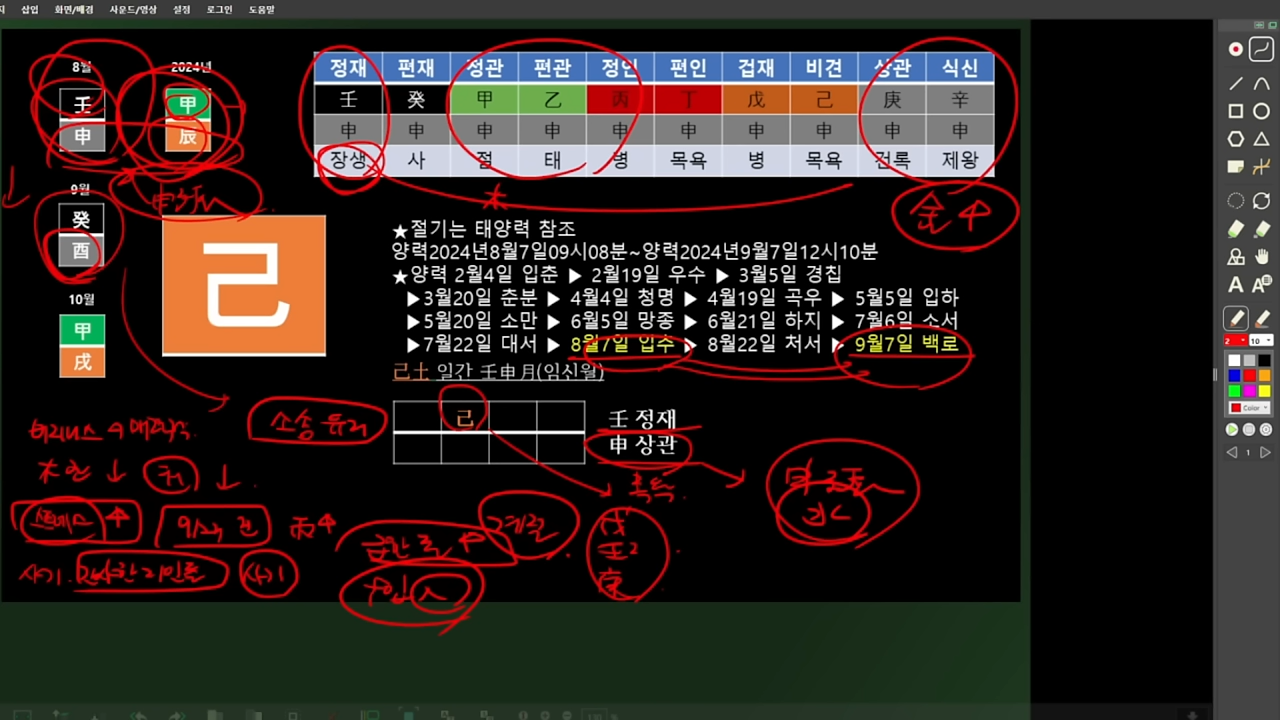 삽입 화면/배경 사운드/영상 설정 로그인 도움말
8월 2024년
壬 甲
申 辰
9월
癸
酉
10월
甲
戌
정재 편재 정관 편관 정인 편인 겁재 비견 상관 식신
壬 癸 甲 乙 丙 丁 戊 己 庚 辛
申 申 申 申 申 申 申 申 申 申
장생 사 절 태 병 목욕 병 목욕 건록 제왕
木
金
己
★절기는 태양력 참조
양력2024년8월7일09시08분~양력2024년9월7일12시10분
★양력 2월4일 입춘 ▶ 2월19일 우수 ▶ 3월5일 경칩
▶3월20일 춘분 ▶ 4월4일 청명 ▶ 4월19일 곡우 ▶ 5월5일 입하
▶5월20일 소만 ▶ 6월5일 망종 ▶ 6월21일 하지 ▶ 7월6일 소서
▶7월22일 대서 ▶ 8월7일 입추 ▶ 8월22일 처서 ▶ 9월7일 백로
己土 일간 壬申月(임신월)
己
壬 정재
申 상관
소송
戊
壬
庚
丙
사기
A
2 10
Color
1